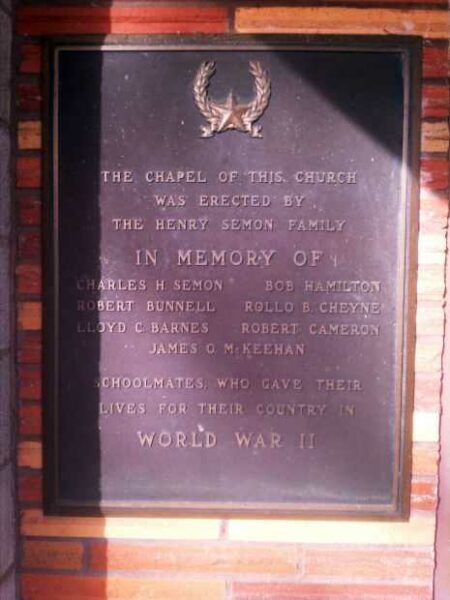 THE CHAPEL OF THIS CHURCH
WAS ERECTED BY
THE HENRY SEMON FAMILY
IN MEMORY OF
CHARLES H. SEMON BOB HAMILTON
ROBERT BUNNELL ROLLO B. CHEYNE
LLOYD C. BARNES ROBERT CAMERON
JAMES O. McKEEHAN
SCHOOLMATES, WHO GAVE THEIR
LIVES FOR THEIR COUNTRY IN
WORLD WAR II